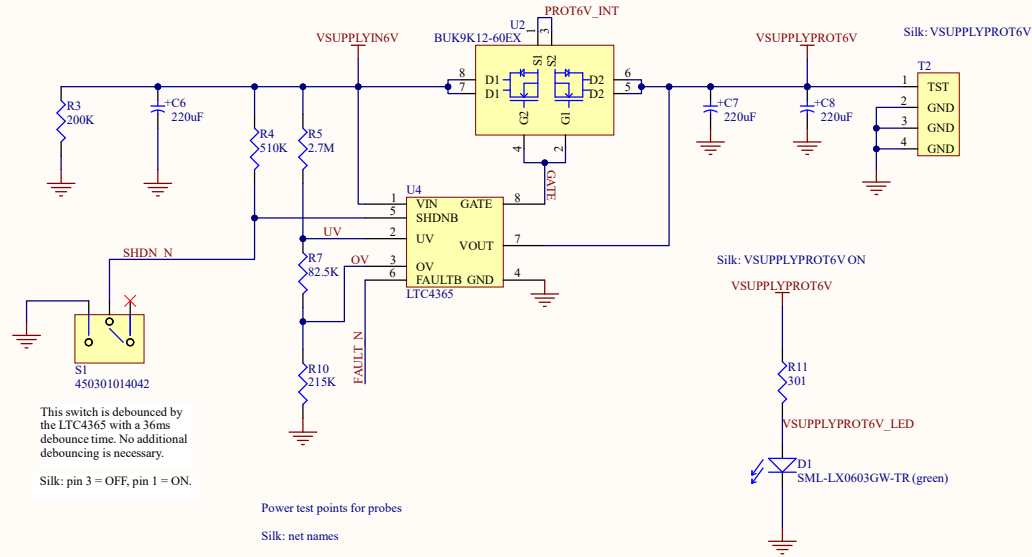 PROT6V_INT
U2
BUK9K12-60EX
VSUPPLYIN6V
VSUPPLYPROT6V
Silk: VSUPPLYPROT6V
1
3
S1
S2
8
7
D1
D1
D2
D2
6
5
G2
G1
4
2
GATE
T2
1
TST
2
GND
3
GND
4
GND
R3
200K
+C6
220uF
R4
510K
R5
2.7M
+C7
220uF
+C8
220uF
U4
1
VIN
GATE
8
5
SHDNB
UV
2
UV
VOUT
7
OV
3
OV
6
FAULTB
GND
4
LTC4365
SHDN_N
R7
82.5K
FAULT_N
R10
215K
S1
450301014042
This switch is debounced by
the LTC4365 with a 36ms
debounce time. No additional
debouncing is necessary.
Silk: pin 3 = OFF, pin 1 = ON.
Power test points for probes
Silk: net names
Silk: VSUPPLYPROT6V ON
VSUPPLYPROT6V
R11
301
VSUPPLYPROT6V_LED
D1
SML-LX0603GW-TR (green)